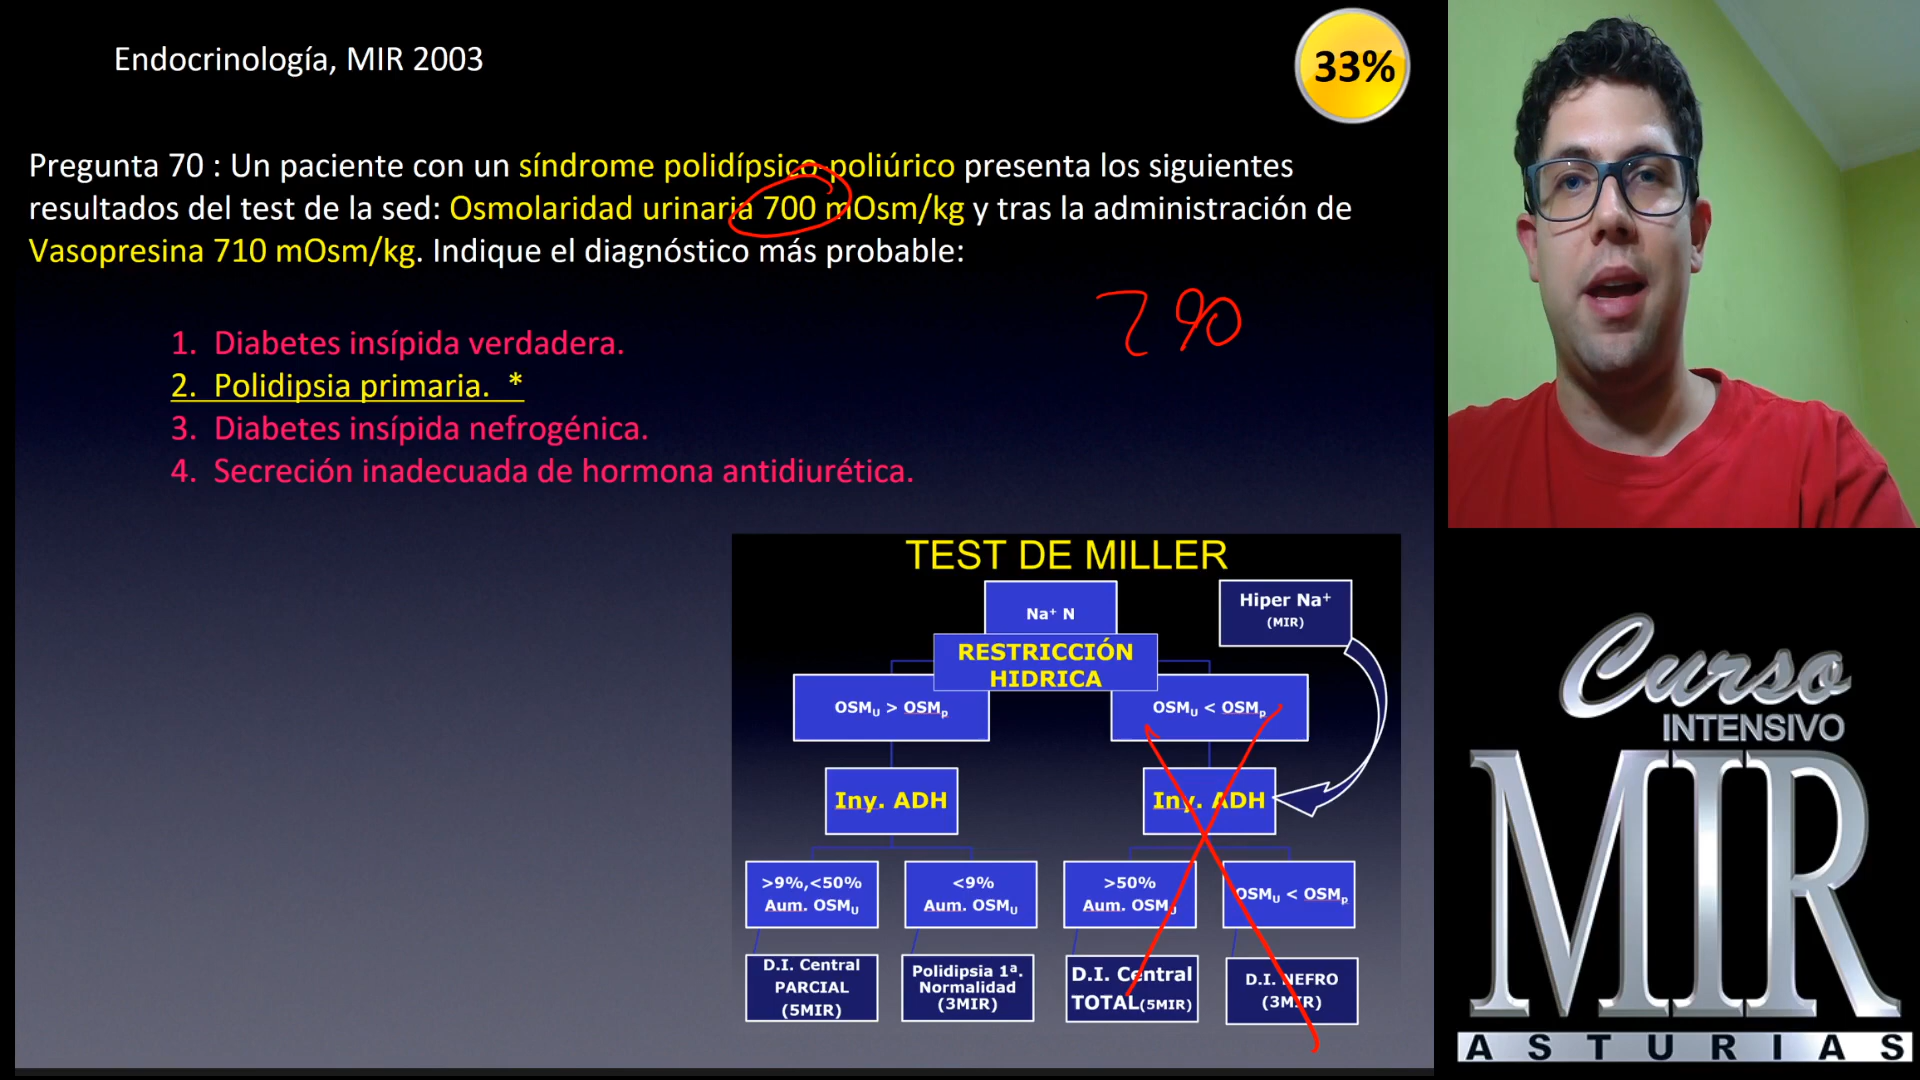 Endocrinología, MIR 2003
33%
Pregunta 70 : Un paciente con un síndrome polidípsico-poliúrico presenta los siguientes
resultados del test de la sed: Osmolaridad urinaria 700 mOsm/kg y tras la administración de
Vasopresina 710 mOsm/kg. Indique el diagnóstico más probable:
290
1. Diabetes insípida verdadera.
2. Polidipsia primaria. *
3. Diabetes insípida nefrogénica.
4. Secreción inadecuada de hormona antidiurética.
TEST DE MILLER
Na⁺ N
Hiper Na⁺
(MIR)
RESTRICCIÓN
HIDRICA
OSMU > OSMp
OSMU < OSMp
Iny. ADH
Iny. ADH
>9%,<50%
Aum. OSMU
<9%
Aum. OSMU
>50%
Aum. OSMU
OSMU < OSMp
D.I. Central
PARCIAL
(5MIR)
Polidipsia 1ª.
Normalidad
(3MIR)
D.I. Central
TOTAL(5MIR)
D.I. NEFRO
(3MIR)
Curso
INTENSIVO
MIR
ASTURIAS